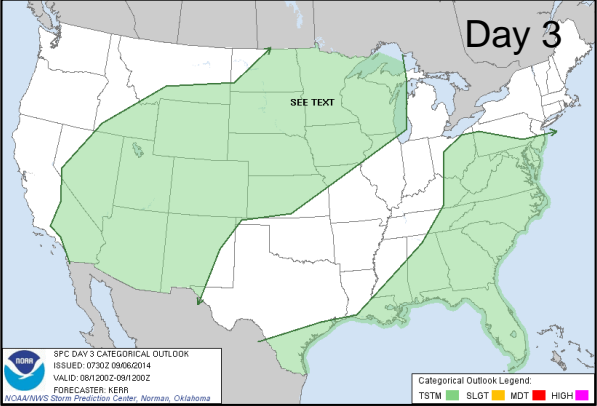 Day 3
SEE TEXT
NOAA
SPC DAY 3 CATEGORICAL OUTLOOK
ISSUED: 0730Z 09/06/2014
VALID: 08/1200Z-09/1200Z
FORECASTER: KERR
NOAA/NWS Storm Prediction Center, Norman, Oklahoma
Categorical Outlook Legend:
TSTM SLGT MDT HIGH